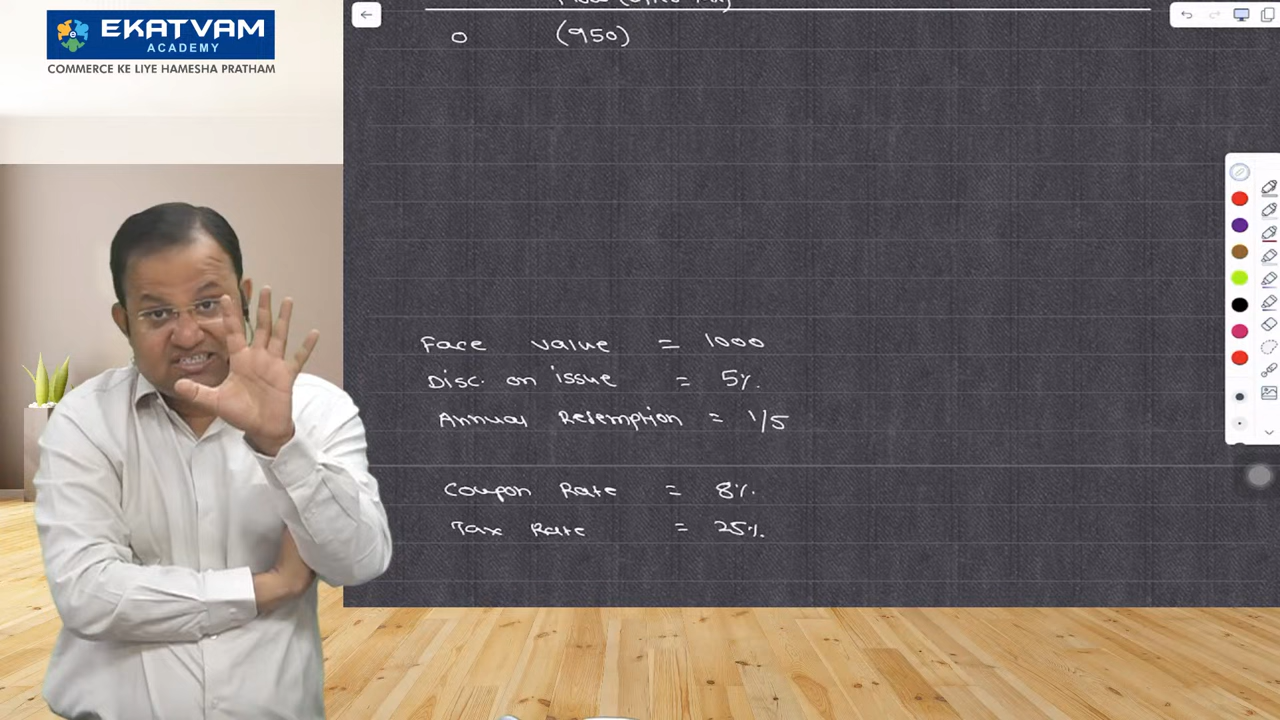 EKATVAM
ACADEMY
COMMERCE KE LIYE HAMESHA PRATHAM
0 (950)
Face value = 1000
Disc. on issue = 5%.
Annual Redemption = 1/5
Coupon Rate = 8%.
Tax Rate = 25%.